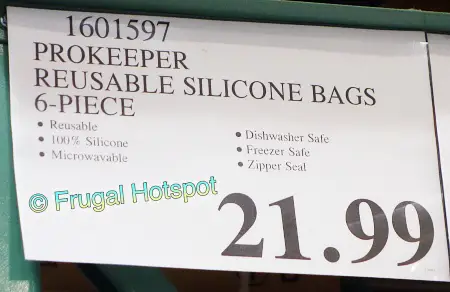 1601597
PROKEEPER
REUSABLE SILICONE BAGS
6-PIECE
• Reusable
• 100% Silicone
• Microwavable
• Dishwasher Safe
• Freezer Safe
• Zipper Seal
© Frugal Hotspot
21.99